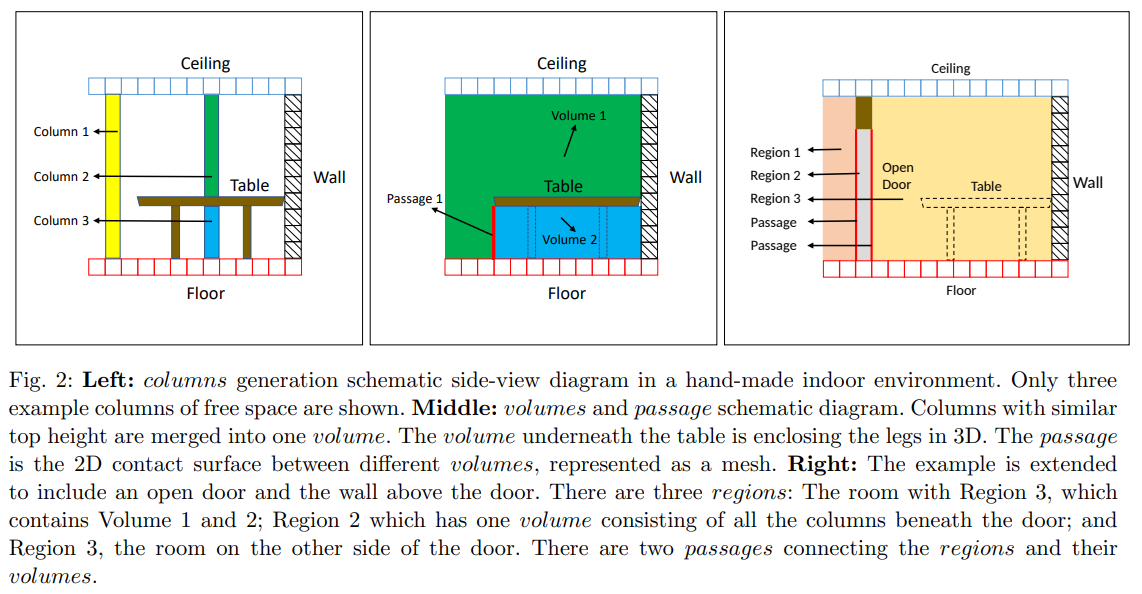 Ceiling
Column 1
Column 2
Table
Wall
Column 3
Floor
Ceiling
Volume 1
Table
Wall
Passage 1
Volume 2
Floor
Ceiling
Region 1
Region 2
Open
Door
Region 3
Table
Wall
Passage
Passage
Floor
Fig. 2: Left: columns generation schematic side-view diagram in a hand-made indoor environment. Only three
example columns of free space are shown. Middle: volumes and passage schematic diagram. Columns with similar
top height are merged into one volume. The volume underneath the table is enclosing the legs in 3D. The passage
is the 2D contact surface between different volumes, represented as a mesh. Right: The example is extended
to include an open door and the wall above the door. There are three regions: The room with Region 3, which
contains Volume 1 and 2; Region 2 which has one volume consisting of all the columns beneath the door; and
Region 3, the room on the other side of the door. There are two passages connecting the regions and their
volumes.